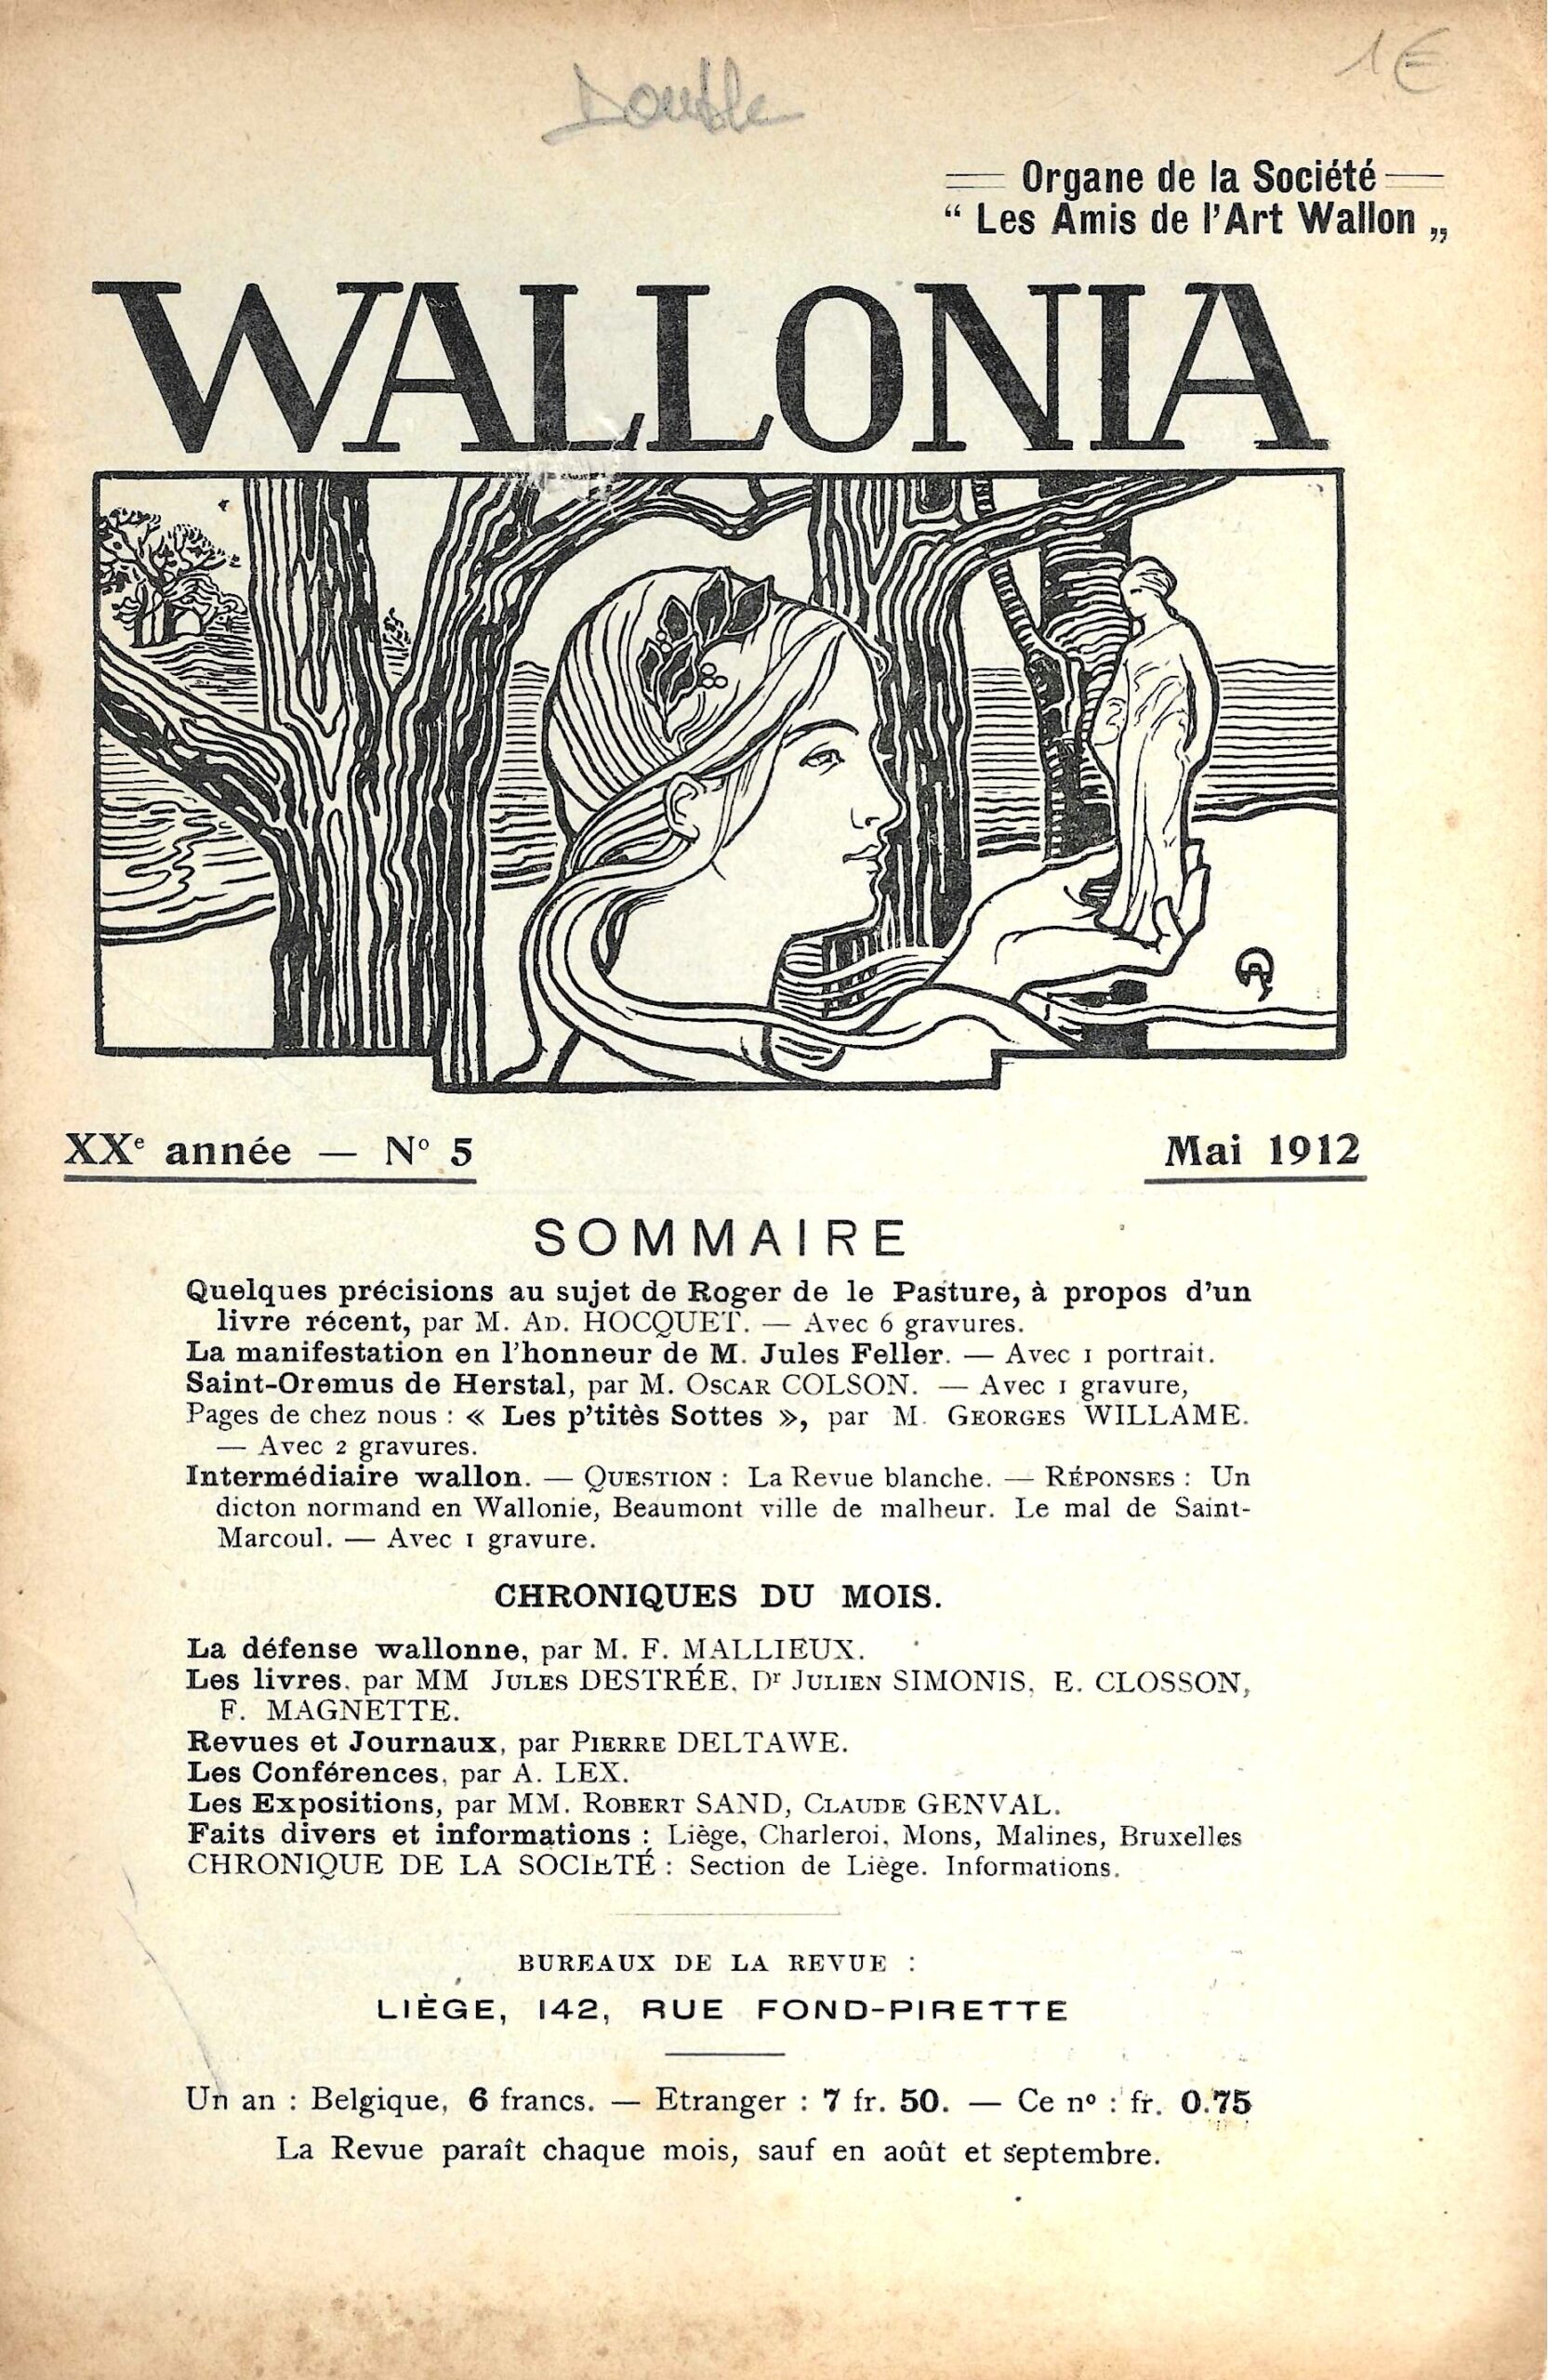 Double
1€
Organe de la Société
“ Les Amis de l'Art Wallon „
WALLONIA
XXe année — No 5
Mai 1912
SOMMAIRE
Quelques précisions au sujet de Roger de le Pasture, à propos d'un
livre récent, par M. AD. HOCQUET. — Avec 6 gravures.
La manifestation en l'honneur de M. Jules Feller. — Avec 1 portrait.
Saint-Oremus de Herstal, par M. OSCAR COLSON. — Avec 1 gravure,
Pages de chez nous : « Les p'titès Sottes », par M. GEORGES WILLAME.
— Avec 2 gravures.
Intermédiaire wallon. — QUESTION : La Revue blanche. — RÉPONSES : Un
dicton normand en Wallonie, Beaumont ville de malheur. Le mal de Saint-
Marcoul. — Avec 1 gravure.
CHRONIQUES DU MOIS.
La défense wallonne, par M. F. MALLIEUX.
Les livres, par MM JULES DESTRÉE, Dr JULIEN SIMONIS, E. CLOSSON,
F. MAGNETTE.
Revues et Journaux, par PIERRE DELTAWE.
Les Conférences, par A. LEX.
Les Expositions, par MM. ROBERT SAND, CLAUDE GENVAL.
Faits divers et informations : Liège, Charleroi, Mons, Malines, Bruxelles
CHRONIQUE DE LA SOCIETÉ : Section de Liège. Informations.
BUREAUX DE LA REVUE :
LIÈGE, 142, RUE FOND-PIRETTE
Un an : Belgique, 6 francs. — Etranger : 7 fr. 50. — Ce no : fr. 0.75
La Revue paraît chaque mois, sauf en août et septembre.